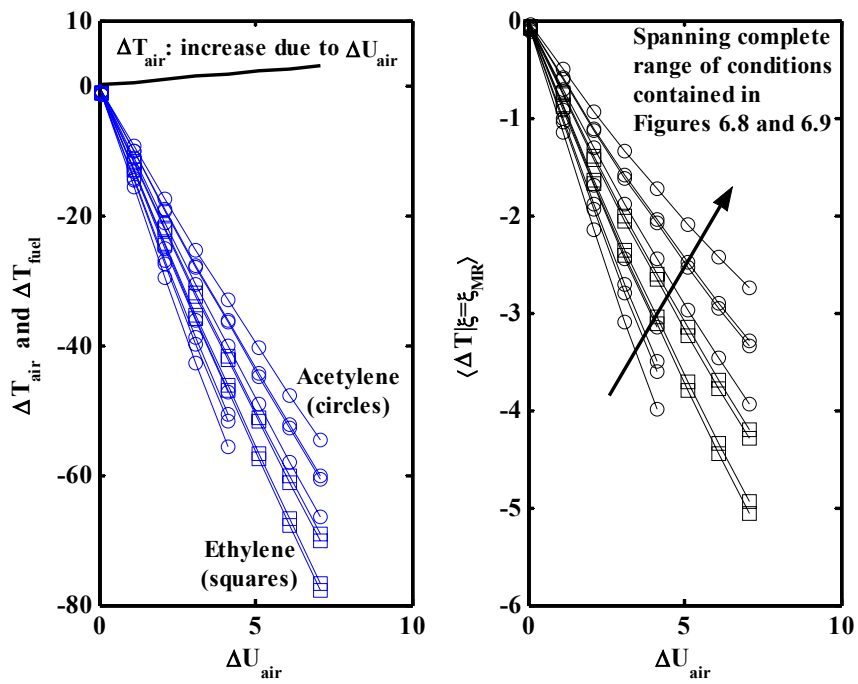 10
0
-20
-40
-60
-80
ΔT_air and ΔT_fuel
ΔT_air: increase due to ΔU_air
Acetylene
(circles)
Ethylene
(squares)
0
5
10
ΔU_air
0
-1
-2
-3
-4
-5
-6
⟨ΔT|ξ=ξ_MR⟩
Spanning complete
range of conditions
contained in
Figures 6.8 and 6.9
0
5
10
ΔU_air